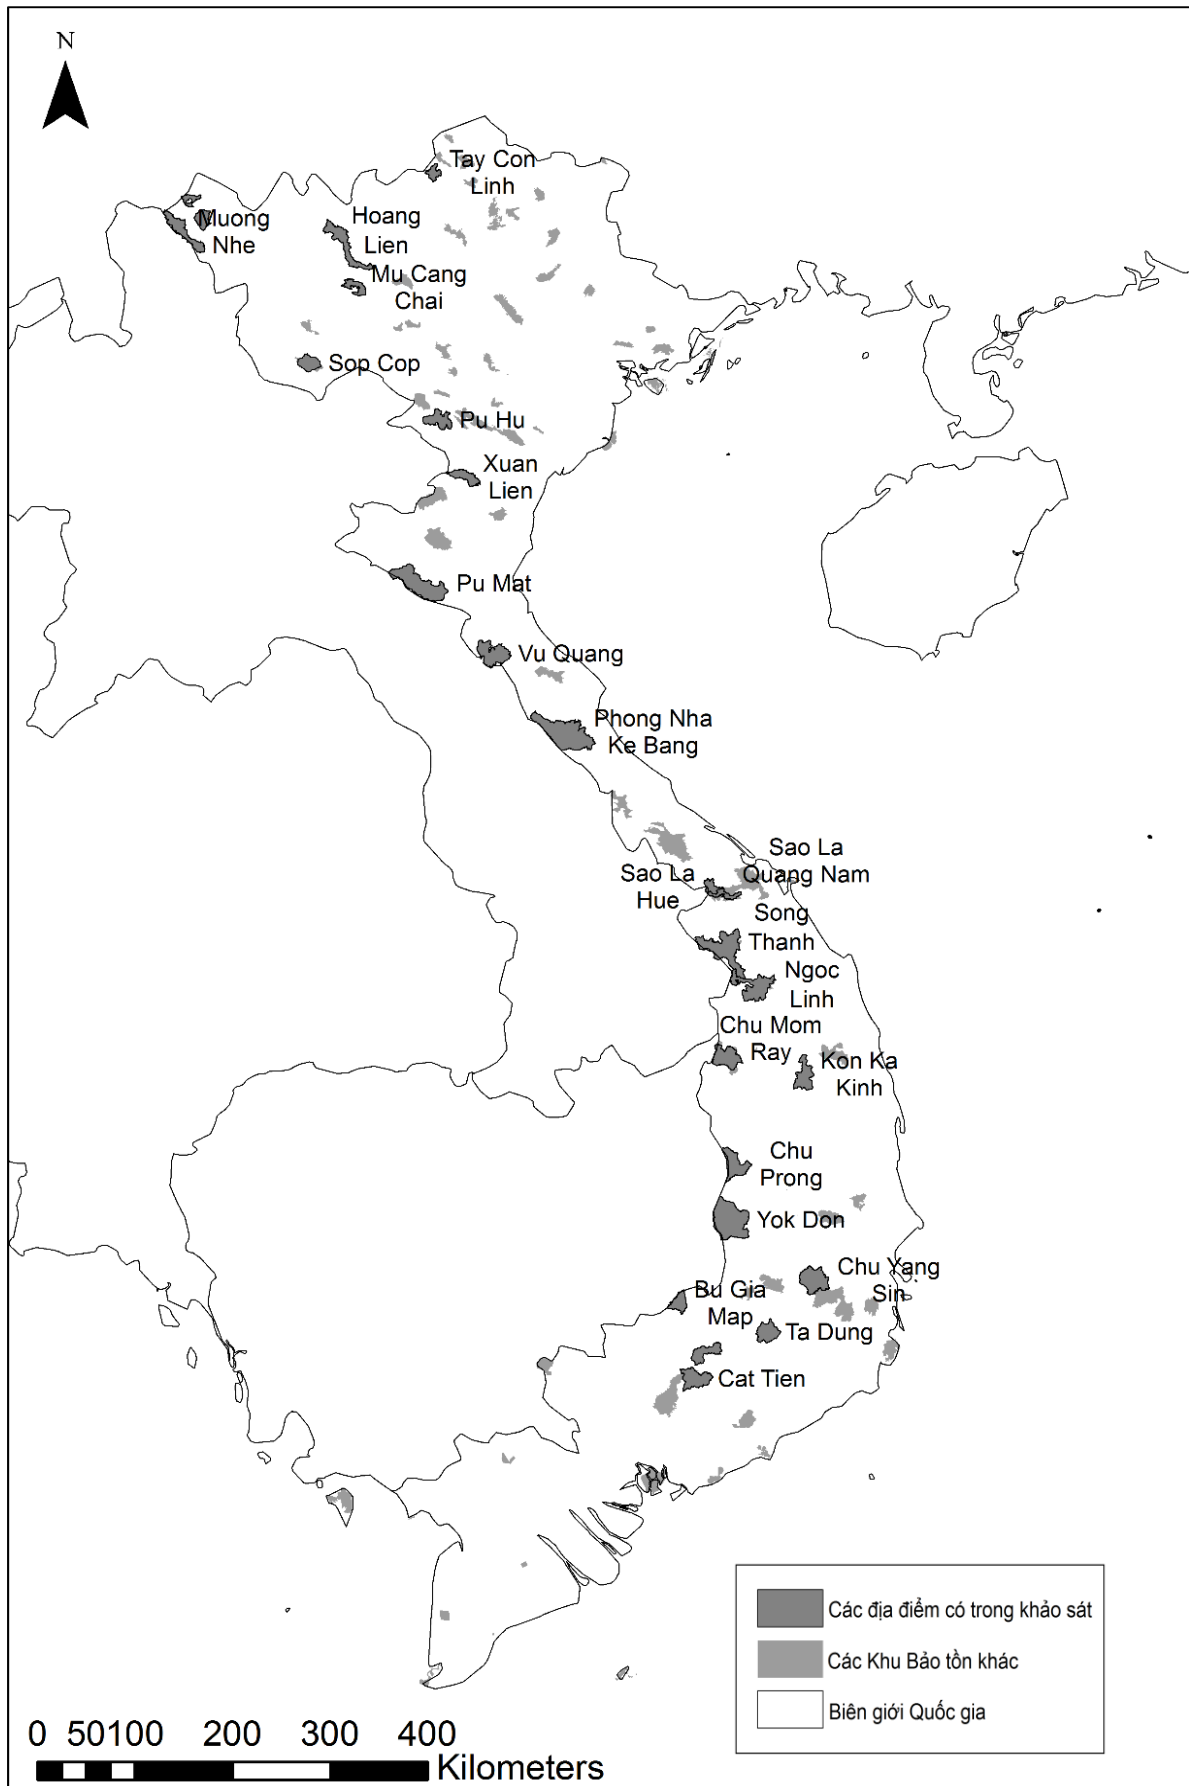 N
Tay Con
Linh
Muong
Nhe
Hoang
Lien
Mu Cang
Chai
Sop Cop
Pu Hu
Xuan
Lien
Pu Mat
Vu Quang
Phong Nha
Ke Bang
Sao La
Quang Nam
Sao La
Hue
Song
Thanh
Ngoc
Linh
Chu Mom
Ray
Kon Ka
Kinh
Chu
Prong
Yok Don
Chu Yang
Sin
Bu Gia
Map
Ta Dung
Cat Tien
Các địa điểm có trong khảo sát
Các Khu Bảo tồn khác
Biên giới Quốc gia
0 50 100 200 300 400
Kilometers